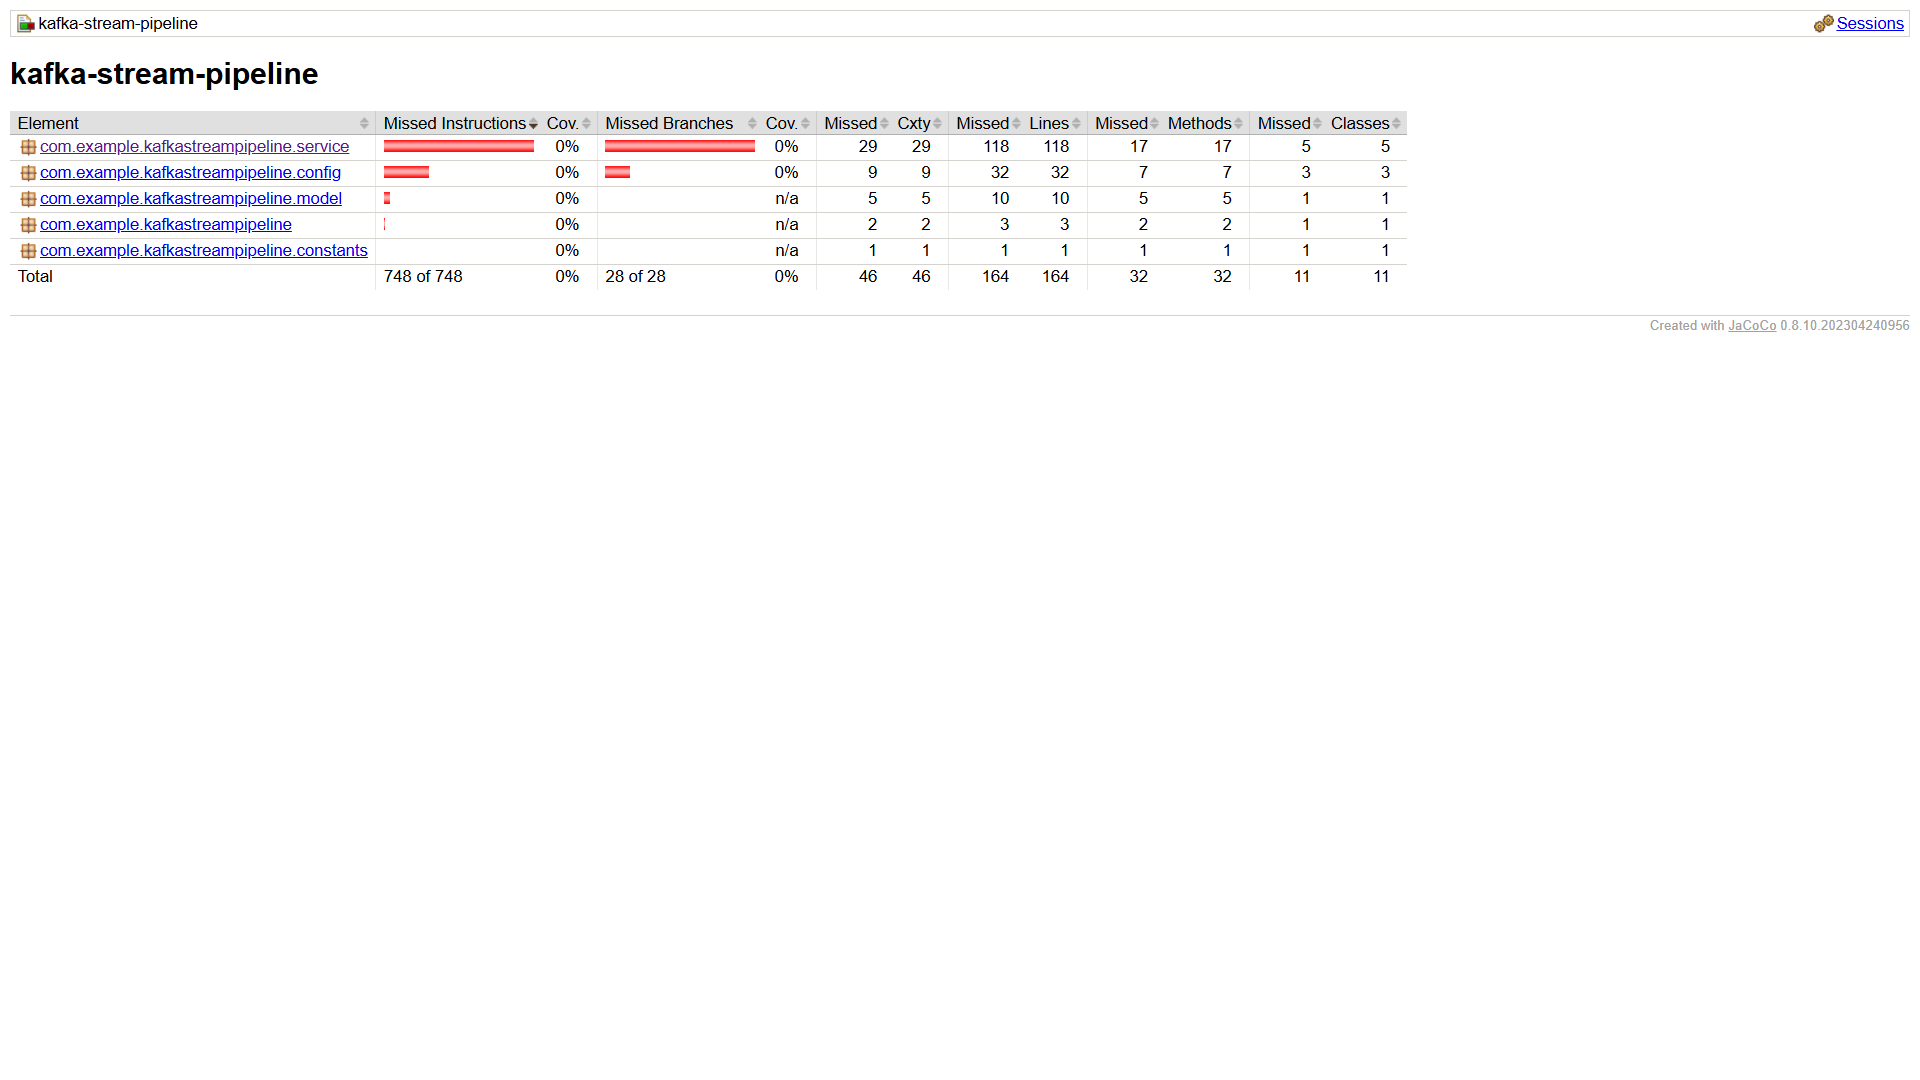 kafka-stream-pipeline Sessions
kafka-stream-pipeline
Element Missed Instructions Cov. Missed Branches Cov. Missed Cxty Missed Lines Missed Methods Missed Classes
com.example.kafkastreampipeline.service 0% 0% 29 29 118 118 17 17 5 5
com.example.kafkastreampipeline.config 0% 0% 9 9 32 32 7 7 3 3
com.example.kafkastreampipeline.model 0% n/a 5 5 10 10 5 5 1 1
com.example.kafkastreampipeline 0% n/a 2 2 3 3 2 2 1 1
com.example.kafkastreampipeline.constants 0% n/a 1 1 1 1 1 1 1 1
Total 748 of 748 0% 28 of 28 0% 46 46 164 164 32 32 11 11
Created with JaCoCo 0.8.10.202304240956